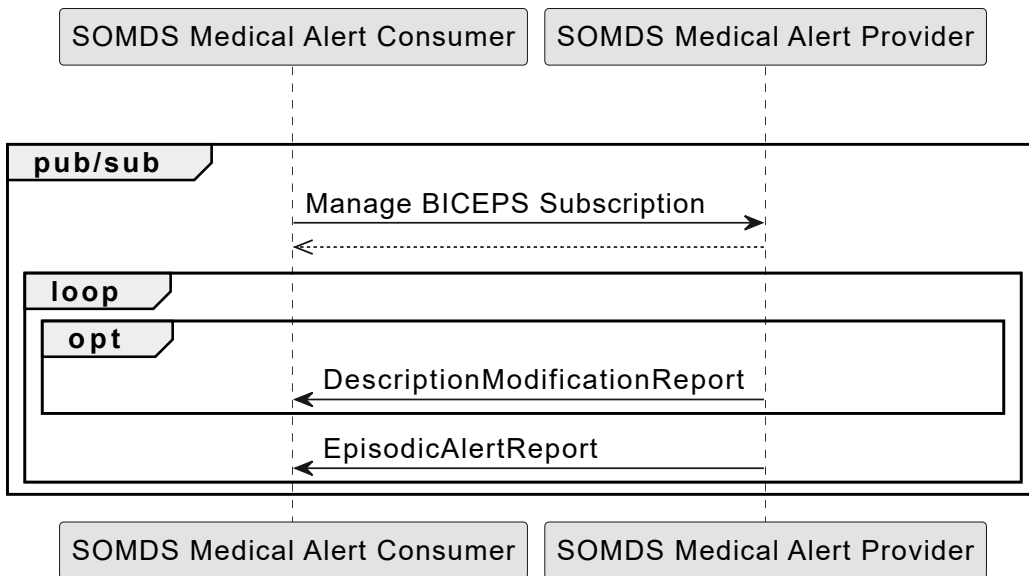 SOMDS Medical Alert Consumer
SOMDS Medical Alert Provider
pub/sub
Manage BICEPS Subscription
loop
opt
DescriptionModificationReport
EpisodicAlertReport
SOMDS Medical Alert Consumer
SOMDS Medical Alert Provider